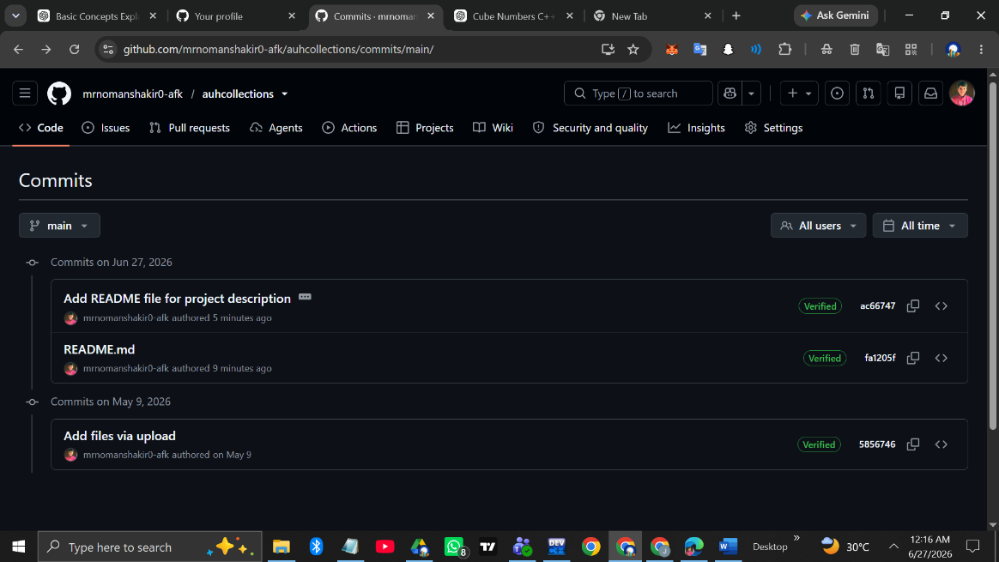 Basic Concepts Expl
Your profile
Commits · mrnoman
Cube Numbers C++
New Tab
Ask Gemini
github.com/mrnomanshakir0-afk/auhcollections/commits/main/
mrnomanshakir0-afk / auhcollections
Type / to search
Code
Issues
Pull requests
Agents
Actions
Projects
Wiki
Security and quality
Insights
Settings
Commits
main
All users
All time
Commits on Jun 27, 2026
Add README file for project description
mrnomanshakir0-afk authored 5 minutes ago
Verified
ac66747
README.md
mrnomanshakir0-afk authored 9 minutes ago
Verified
fa1205f
Commits on May 9, 2026
Add files via upload
mrnomanshakir0-afk authored on May 9
Verified
5856746
Type here to search
8
DEV
Desktop
30°C
12:16 AM
6/27/2026